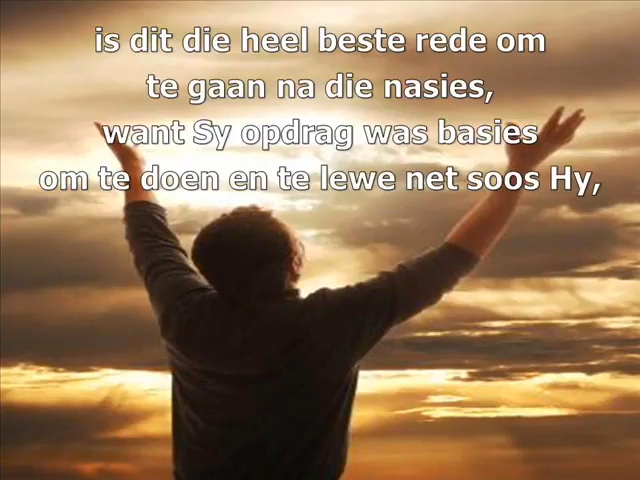 is dit die heel beste rede om
te gaan na die nasies,
want Sy opdrag was basies
om te doen en te lewe net soos Hy,